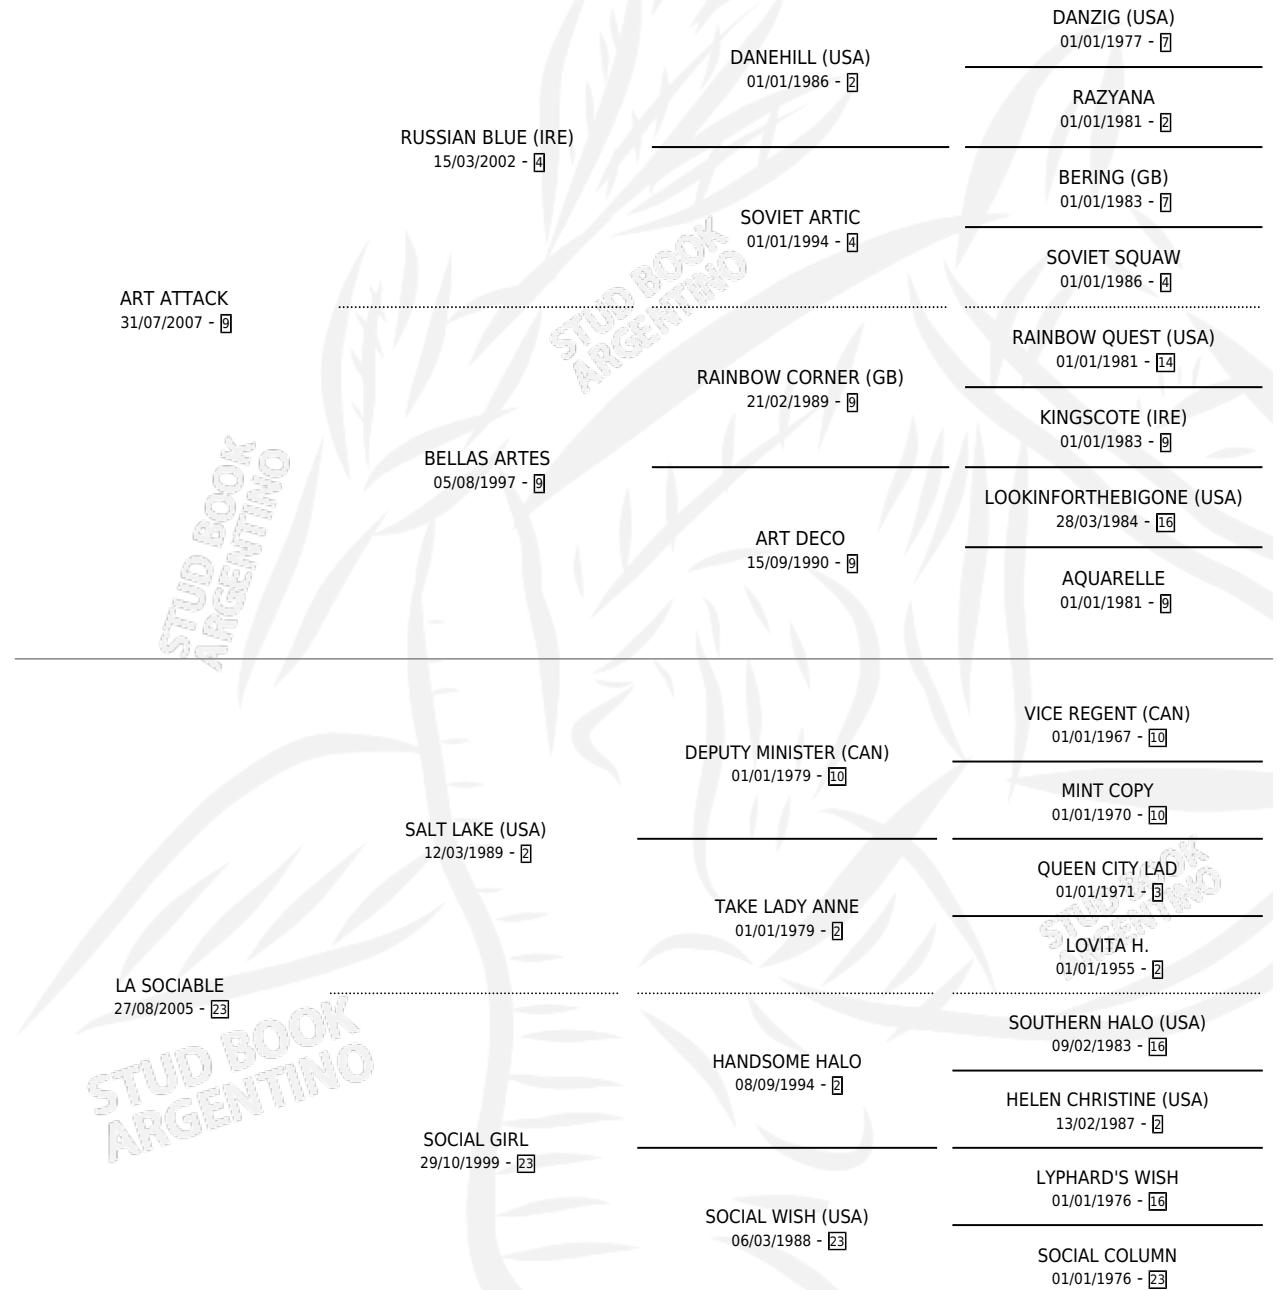 DANZIG (USA)
01/01/1977 - 7
DANEHILL (USA)
01/01/1986 - 2
RAZYANA
01/01/1981 - 2
RUSSIAN BLUE (IRE)
15/03/2002 - 4
BERING (GB)
01/01/1983 - 7
SOVIET ARTIC
01/01/1994 - 4
SOVIET SQUAW
01/01/1986 - 4
ART ATTACK
31/07/2007 - 9
RAINBOW QUEST (USA)
01/01/1981 - 14
RAINBOW CORNER (GB)
21/02/1989 - 9
KINGSCOTE (IRE)
01/01/1983 - 9
BELLAS ARTES
05/08/1997 - 9
LOOKINFORTHEBIGONE (USA)
28/03/1984 - 16
ART DECO
15/09/1990 - 9
AQUARELLE
01/01/1981 - 9
VICE REGENT (CAN)
01/01/1967 - 10
DEPUTY MINISTER (CAN)
01/01/1979 - 10
MINT COPY
01/01/1970 - 10
SALT LAKE (USA)
12/03/1989 - 2
QUEEN CITY LAD
01/01/1971 - 3
TAKE LADY ANNE
01/01/1979 - 2
LOVITA H.
01/01/1955 - 2
LA SOCIABLE
27/08/2005 - 23
SOUTHERN HALO (USA)
09/02/1983 - 16
HANDSOME HALO
08/09/1994 - 2
HELEN CHRISTINE (USA)
13/02/1987 - 2
SOCIAL GIRL
29/10/1999 - 23
LYPHARD'S WISH
01/01/1976 - 16
SOCIAL WISH (USA)
06/03/1988 - 23
SOCIAL COLUMN
01/01/1976 - 23
STUD BOOK
ARGENTINO
STUD BOOK
ARGENTINO
STUD BOOK
ARGENTINO
STUD BOOK
ARGENTINO